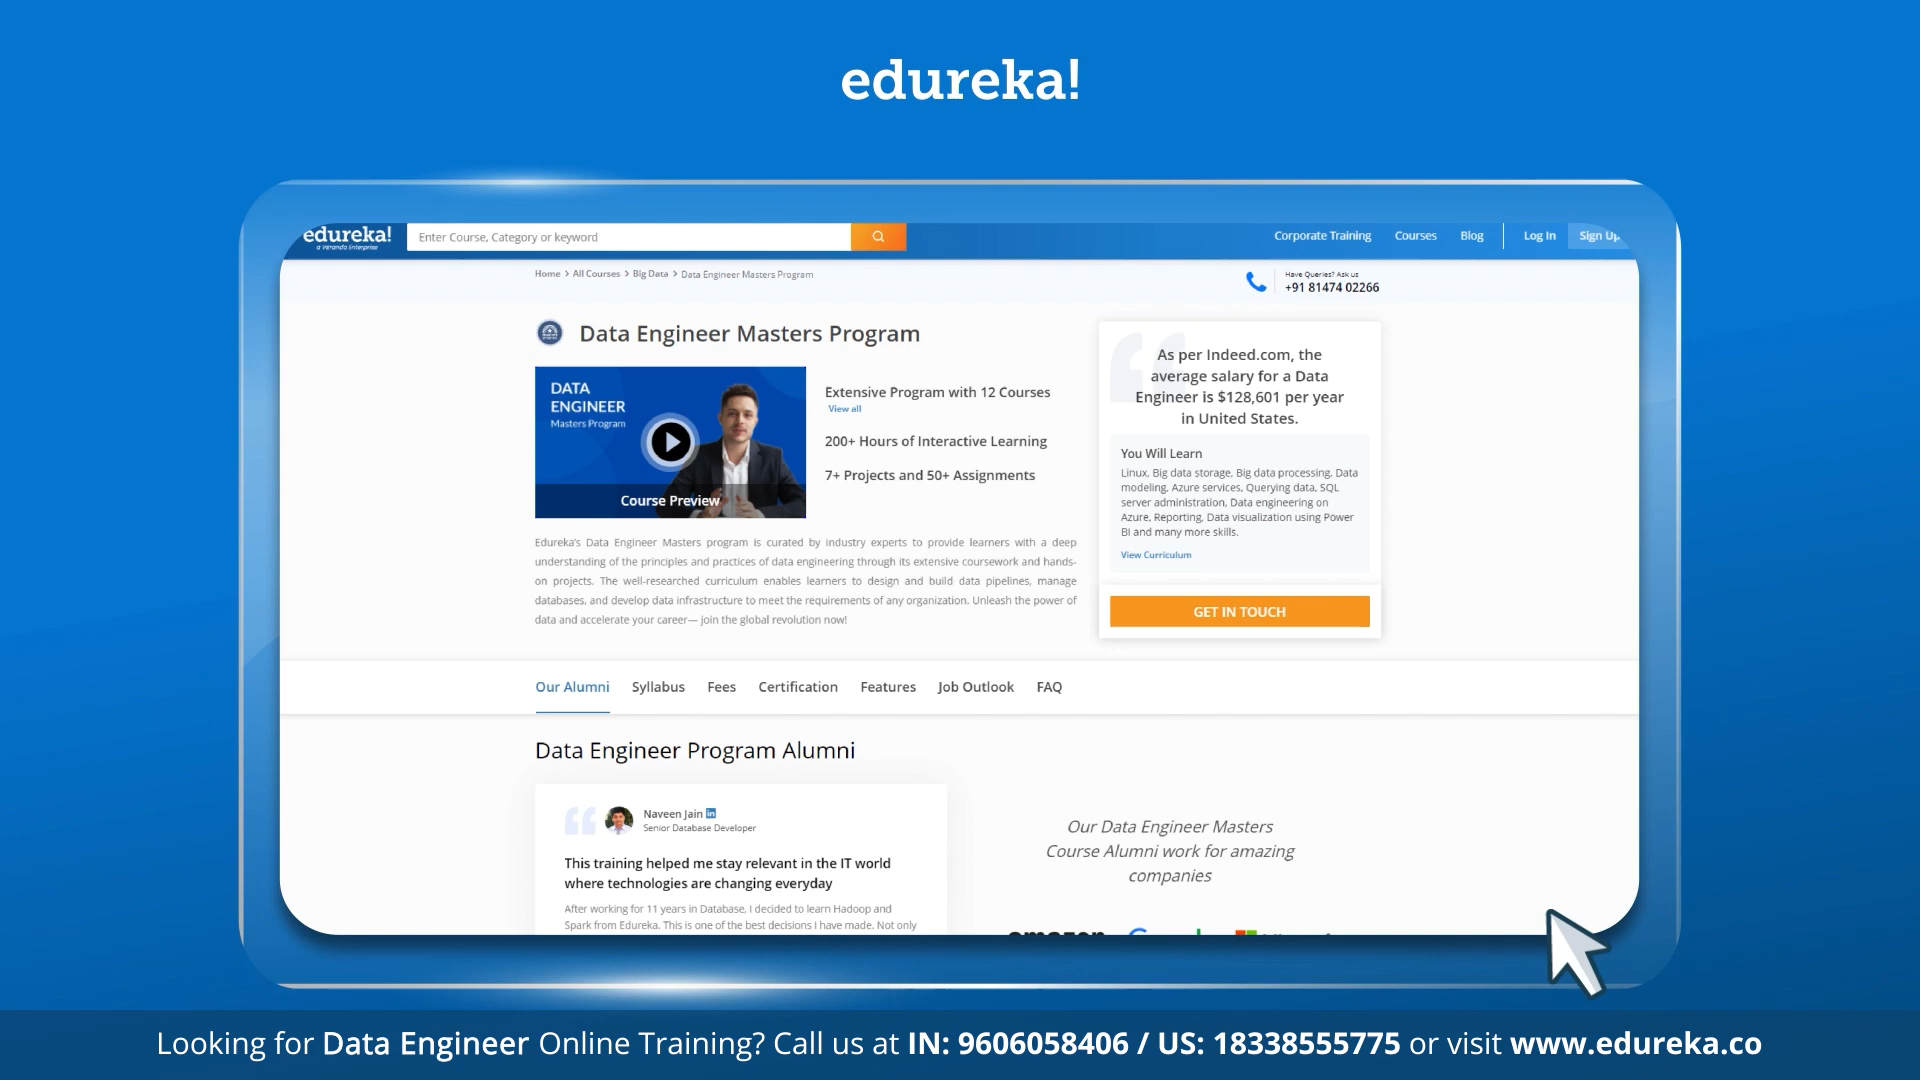 edureka!
edureka!
a Veranda Enterprise
Enter Course, Category or keyword
Corporate Training
Courses
Blog
Log In
Sign Up
Home > All Courses > Big Data > Data Engineer Masters Program
Have Queries? Ask us
+91 81474 02266
Data Engineer Masters Program
DATA
ENGINEER
Masters Program
Course Preview
Extensive Program with 12 Courses
View all
200+ Hours of Interactive Learning
7+ Projects and 50+ Assignments
As per Indeed.com, the
average salary for a Data
Engineer is $128,601 per year
in United States.
You Will Learn
Linux, Big data storage, Big data processing, Data
modeling, Azure services, Querying data, SQL
server administration, Data engineering on
Azure, Reporting, Data visualization using Power
BI and many more skills.
View Curriculum
GET IN TOUCH
Edureka's Data Engineer Masters program is curated by industry experts to provide learners with a deep
understanding of the principles and practices of data engineering through its extensive coursework and hands-
on projects. The well-researched curriculum enables learners to design and build data pipelines, manage
databases, and develop data infrastructure to meet the requirements of any organization. Unleash the power of
data and accelerate your career— join the global revolution now!
Our Alumni
Syllabus
Fees
Certification
Features
Job Outlook
FAQ
Data Engineer Program Alumni
Naveen Jain in
Senior Database Developer
This training helped me stay relevant in the IT world
where technologies are changing everyday
After working for 11 years in Database, I decided to learn Hadoop and
Spark from Edureka. This is one of the best decisions I have made. Not only
Our Data Engineer Masters
Course Alumni work for amazing
companies
amazon
Looking for Data Engineer Online Training? Call us at IN: 9606058406 / US: 18338555775 or visit www.edureka.co